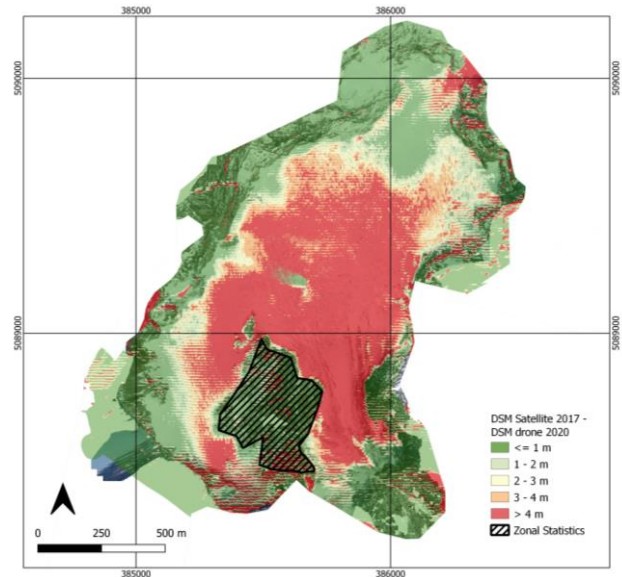 385000 386000
5090000 5090000
5089000 5089000
DSM Satellite 2017 -
DSM drone 2020
<= 1 m
1 - 2 m
2 - 3 m
3 - 4 m
> 4 m
Zonal Statistics
0 250 500 m
385000 386000